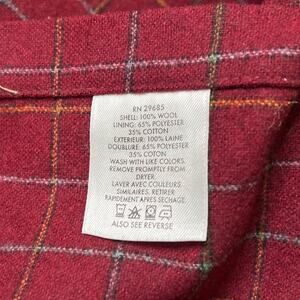 RN 29685
SHELL: 100% WOOL
LINING: 65% POLYESTER
35% COTTON
EXTERIEUR: 100% LAINE
DOUBLURE: 65% POLYESTER
35% COTON
WASH WITH LIKE COLORS.
REMOVE PROMPTLY FROM
DRYER.
LAVER AVEC COULEURS
SIMILAIRES. RETIRER
RAPIDAMENT APRES SECHAGE.
ALSO SEE REVERSE